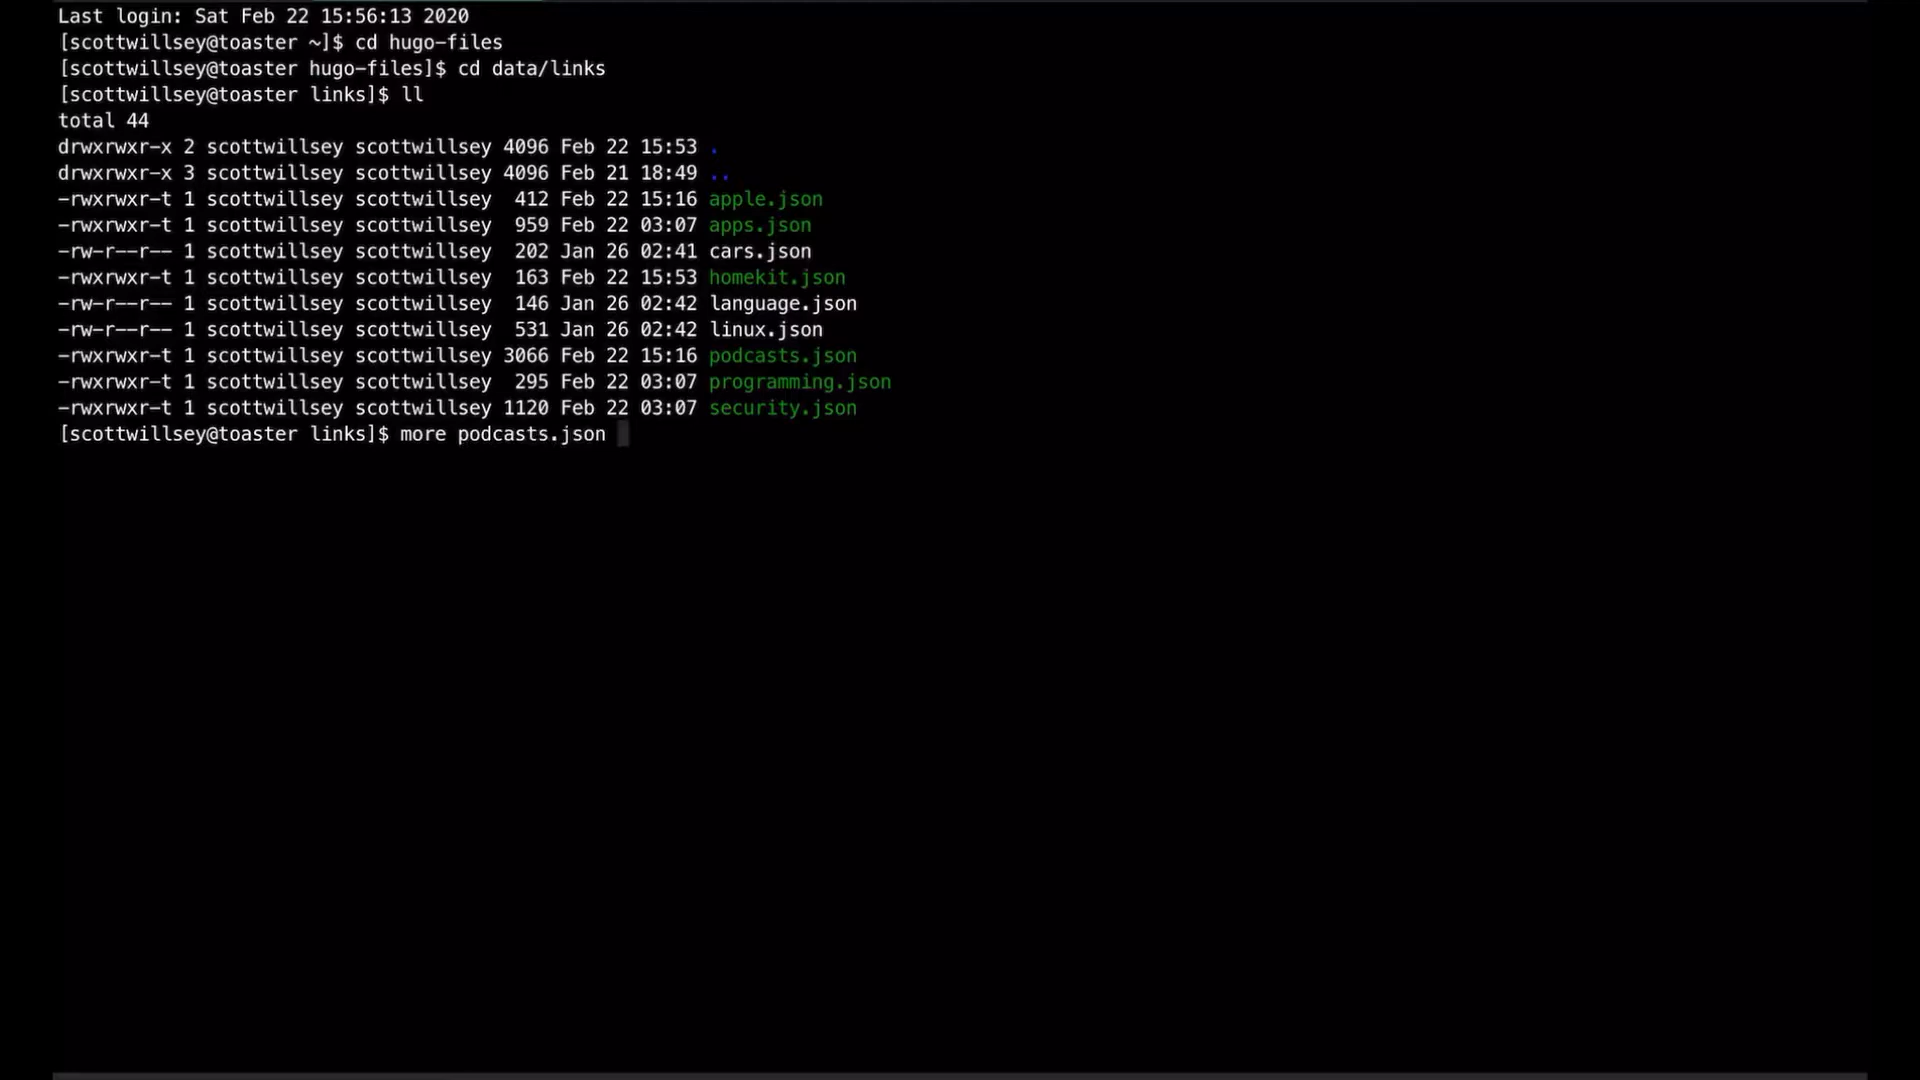 Last login: Sat Feb 22 15:56:13 2020
[scottwillsey@toaster ~]$ cd hugo-files
[scottwillsey@toaster hugo-files]$ cd data/links
[scottwillsey@toaster links]$ ll
total 44
drwxrwxr-x 2 scottwillsey scottwillsey 4096 Feb 22 15:53 .
drwxrwxr-x 3 scottwillsey scottwillsey 4096 Feb 21 18:49 ..
-rwxrwxr-t 1 scottwillsey scottwillsey  412 Feb 22 15:16 apple.json
-rwxrwxr-t 1 scottwillsey scottwillsey  959 Feb 22 03:07 apps.json
-rw-r--r-- 1 scottwillsey scottwillsey  202 Jan 26 02:41 cars.json
-rwxrwxr-t 1 scottwillsey scottwillsey  163 Feb 22 15:53 homekit.json
-rw-r--r-- 1 scottwillsey scottwillsey  146 Jan 26 02:42 language.json
-rw-r--r-- 1 scottwillsey scottwillsey  531 Jan 26 02:42 linux.json
-rwxrwxr-t 1 scottwillsey scottwillsey 3066 Feb 22 15:16 podcasts.json
-rwxrwxr-t 1 scottwillsey scottwillsey  295 Feb 22 03:07 programming.json
-rwxrwxr-t 1 scottwillsey scottwillsey 1120 Feb 22 03:07 security.json
[scottwillsey@toaster links]$ more podcasts.json